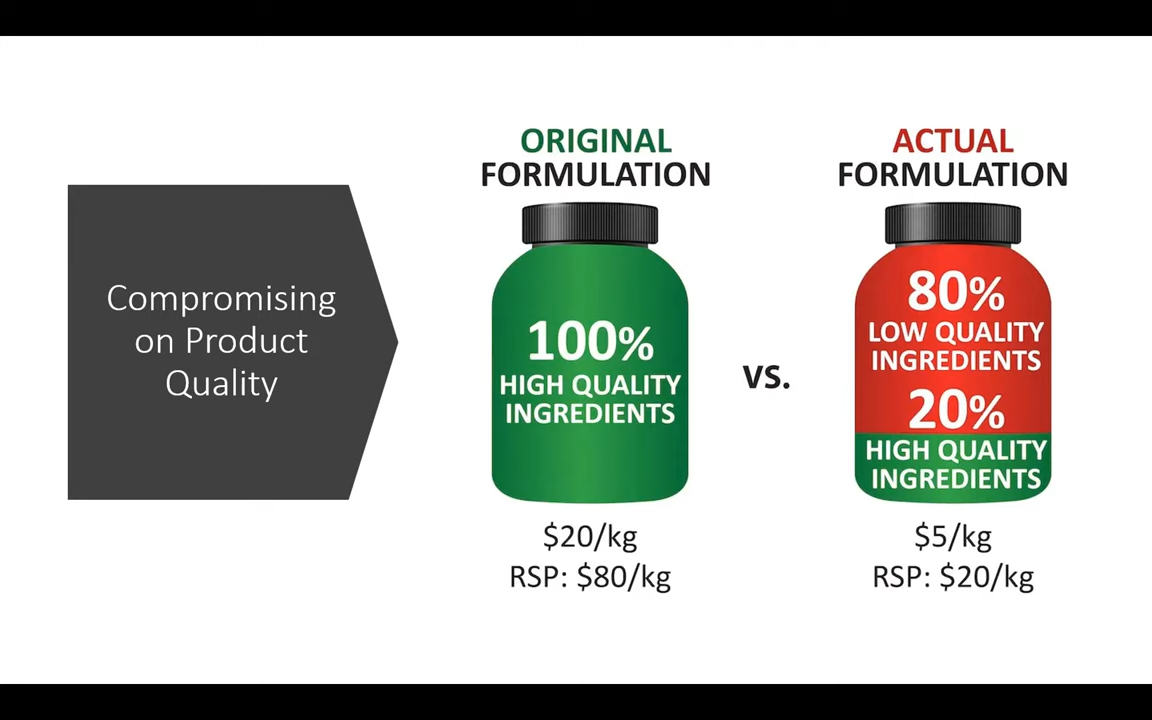 Compromising
on Product
Quality
ORIGINAL
FORMULATION
100%
HIGH QUALITY
INGREDIENTS
$20/kg
RSP: $80/kg
VS.
ACTUAL
FORMULATION
80%
LOW QUALITY
INGREDIENTS
20%
HIGH QUALITY
INGREDIENTS
$5/kg
RSP: $20/kg